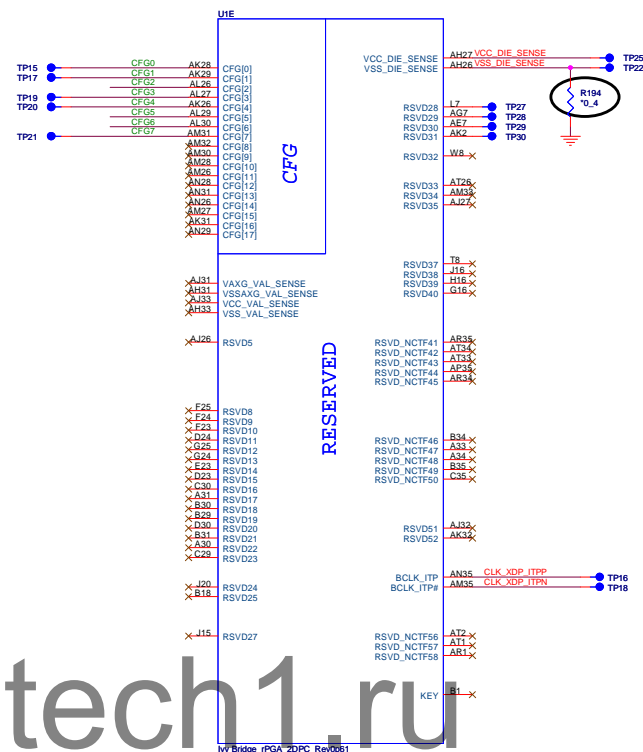 U1E
TP15 CFG0 AK28 CFG[0]
TP17 CFG1 AK29 CFG[1]
CFG2 AL26 CFG[2]
TP19 CFG3 AL27 CFG[3]
TP20 CFG4 AK26 CFG[4]
CFG5 AL29 CFG[5]
CFG6 AL30 CFG[6]
TP21 CFG7 AM31 CFG[7]
AM32 CFG[8]
AM30 CFG[9]
AM28 CFG[10]
AM26 CFG[11]
AN28 CFG[12]
AN31 CFG[13]
AN26 CFG[14]
AM27 CFG[15]
AK31 CFG[16]
AN29 CFG[17]
CFG
AJ31 VAXG_VAL_SENSE
AH31 VSSAXG_VAL_SENSE
AJ33 VCC_VAL_SENSE
AH33 VSS_VAL_SENSE
AJ26 RSVD5
RESERVED
F25 RSVD8
F24 RSVD9
F23 RSVD10
D24 RSVD11
G25 RSVD12
G24 RSVD13
E23 RSVD14
D23 RSVD15
C30 RSVD16
A31 RSVD17
B30 RSVD18
B29 RSVD19
D30 RSVD20
B31 RSVD21
A30 RSVD22
C29 RSVD23
J20 RSVD24
B18 RSVD25
J15 RSVD27
VCC_DIE_SENSE AH27 VCC_DIE_SENSE TP25
VSS_DIE_SENSE AH26 VSS_DIE_SENSE TP22
R194
*0_4
RSVD28 L7 TP27
RSVD29 AG7 TP28
RSVD30 AE7 TP29
RSVD31 AK2 TP30
RSVD32 W8
RSVD33 AT26
RSVD34 AM33
RSVD35 AJ27
RSVD37 T8
RSVD38 J16
RSVD39 H16
RSVD40 G16
RSVD_NCTF41 AR35
RSVD_NCTF42 AT34
RSVD_NCTF43 AT33
RSVD_NCTF44 AP35
RSVD_NCTF45 AR34
RSVD_NCTF46 B34
RSVD_NCTF47 A33
RSVD_NCTF48 A34
RSVD_NCTF49 B35
RSVD_NCTF50 C35
RSVD51 AJ32
RSVD52 AK32
BCLK_ITP AN35 CLK_XDP_ITPP TP16
BCLK_ITP# AM35 CLK_XDP_ITPN TP18
RSVD_NCTF56 AT2
RSVD_NCTF57 AT1
RSVD_NCTF58 AR1
KEY B1
tech1.ru
Ivy Bridge_rPGA_2DPC_Rev0p61